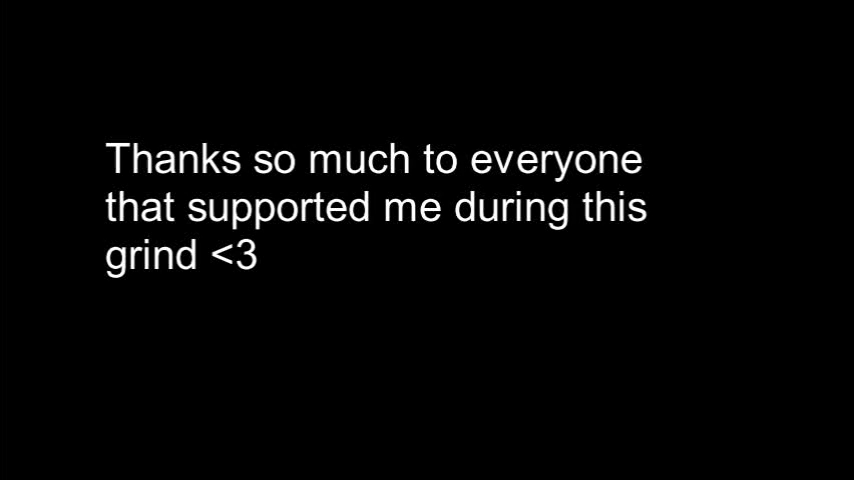 Thanks so much to everyone
that supported me during this
grind <3